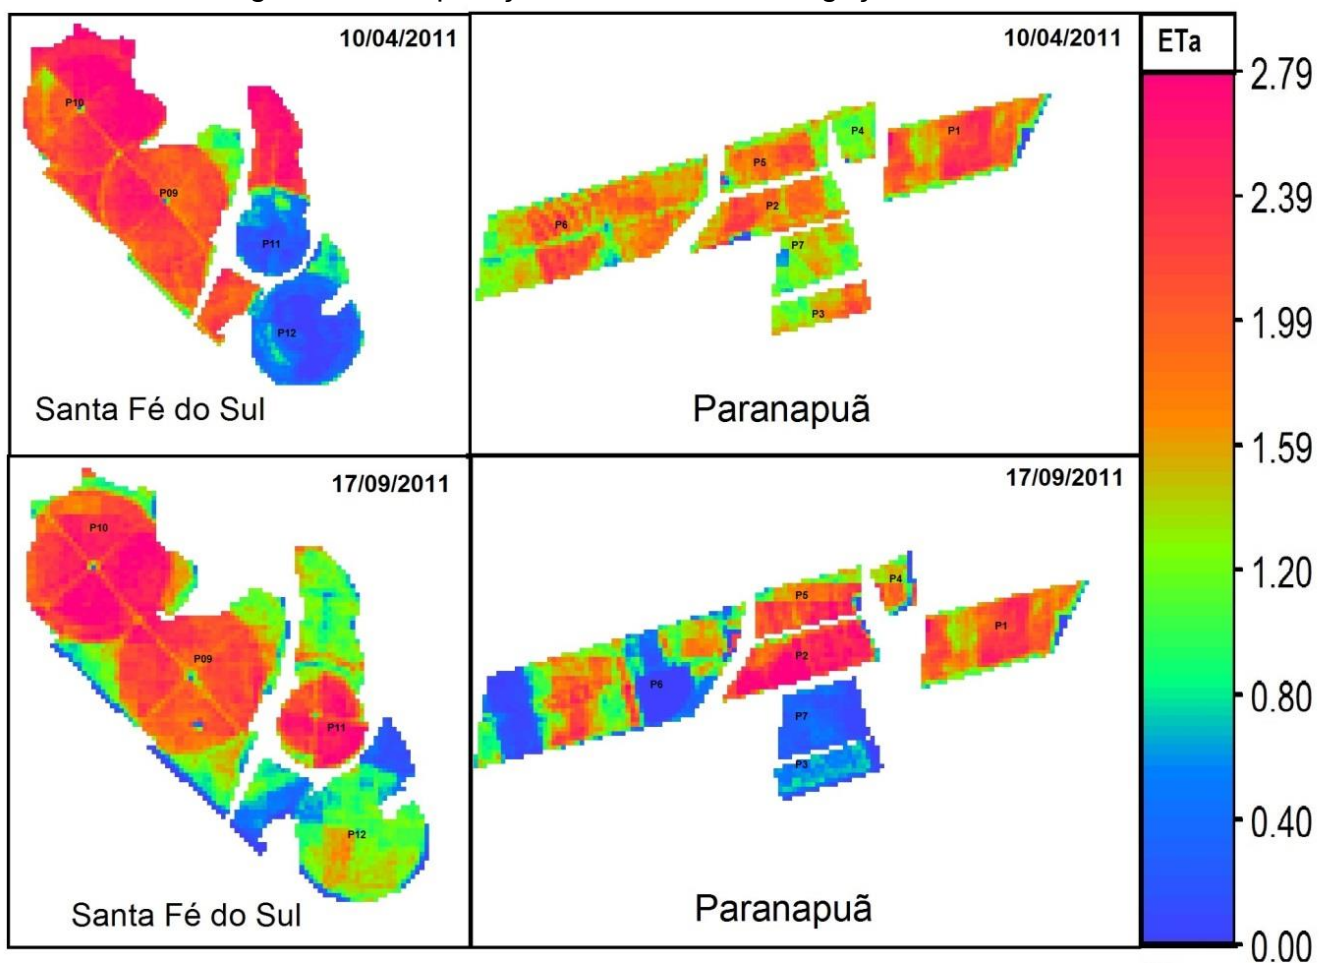 10/04/2011
P10
P09
P11
P12
Santa Fé do Sul
10/04/2011
P1
P4
P5
P2
P6
P7
P3
Paranapuã
17/09/2011
P10
P09
P11
P12
Santa Fé do Sul
17/09/2011
P4
P5
P1
P2
P6
P7
P3
Paranapuã
ETa
2.79
2.39
1.99
1.59
1.20
0.80
0.40
0.00